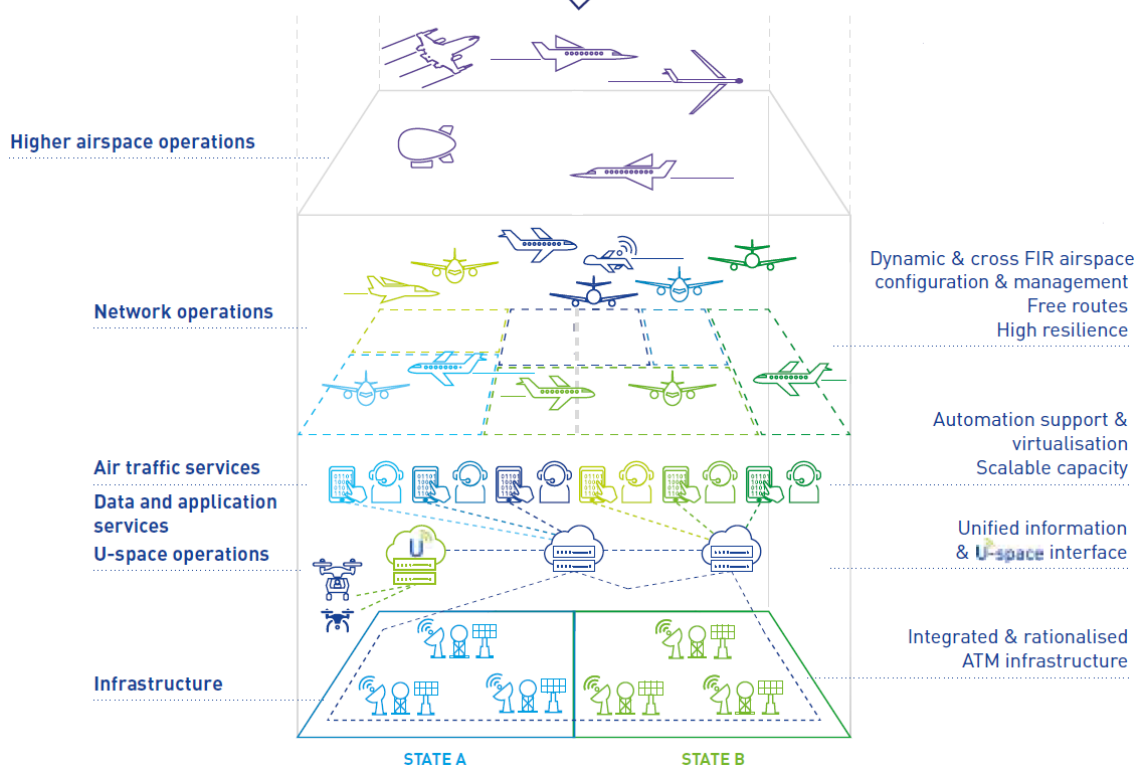 Higher airspace operations
Network operations
Dynamic & cross FIR airspace
configuration & management
Free routes
High resilience
Air traffic services
Automation support &
virtualisation
Scalable capacity
Data and application
services
U-space operations
U
Unified information
& U-space interface
Infrastructure
Integrated & rationalised
ATM infrastructure
STATE A
STATE B